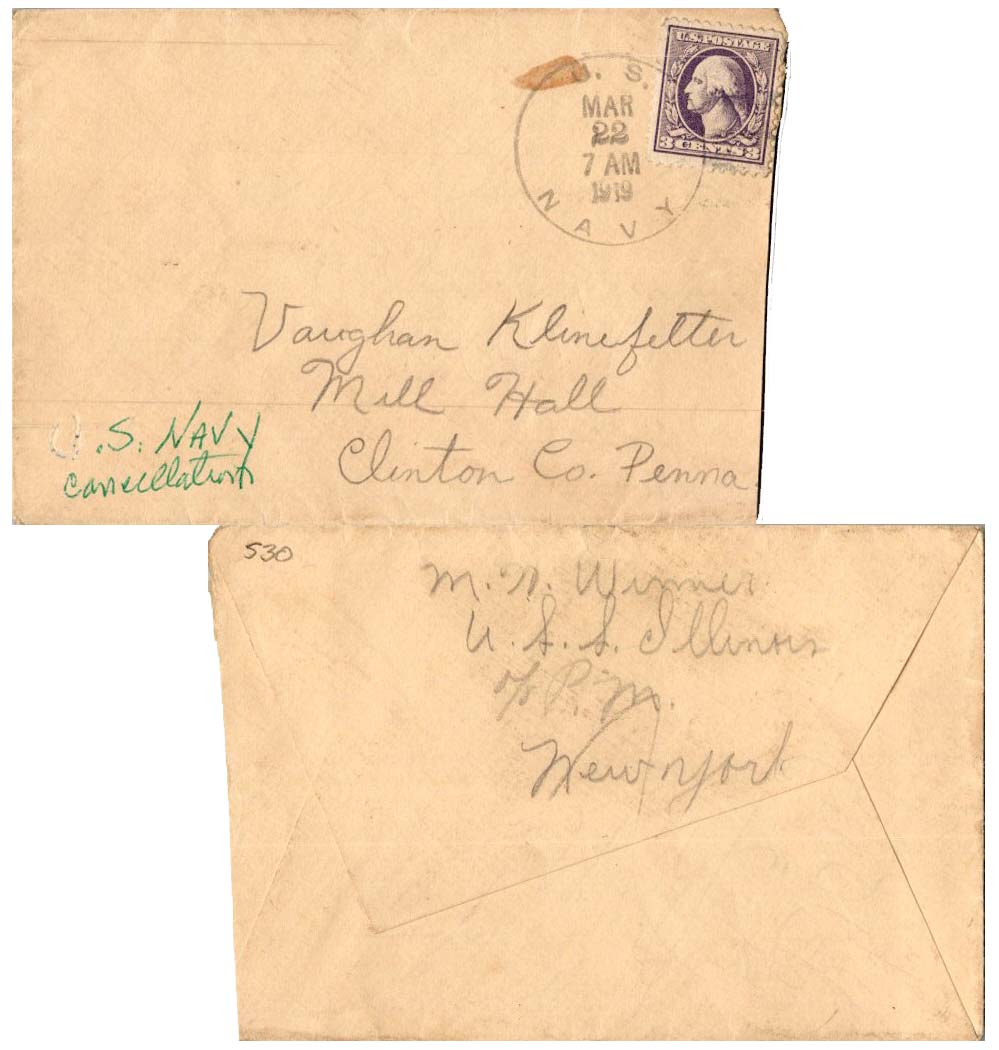 U. S.
MAR
22
7 AM
1919
NAVY
U.S. POSTAGE
3 CENTS 3
Vaughan Klinefelter
Mill Hall
Clinton Co. Penna.
U.S. NAVY
cancellation
530
M. N. Winner
U. S. S. Illinois
c/o P. M.
New York